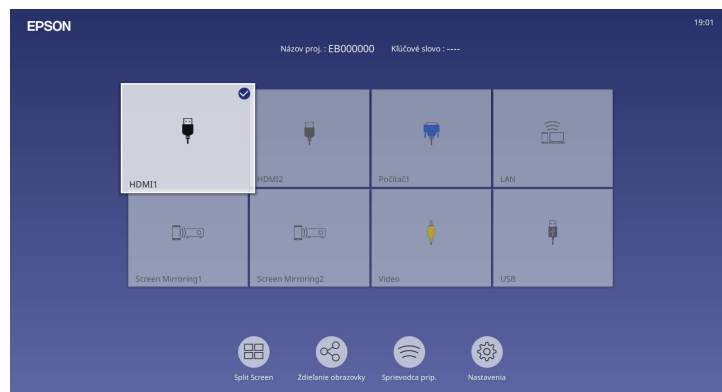 EPSON
19:01
Názov proj. : EB000000 Kľúčové slovo : ----
HDMI1
HDMI2
Počítač1
LAN
Screen Mirroring1
Screen Mirroring2
Video
USB
Split Screen
Zdieľanie obrazovky
Sprievodca prip.
Nastavenia